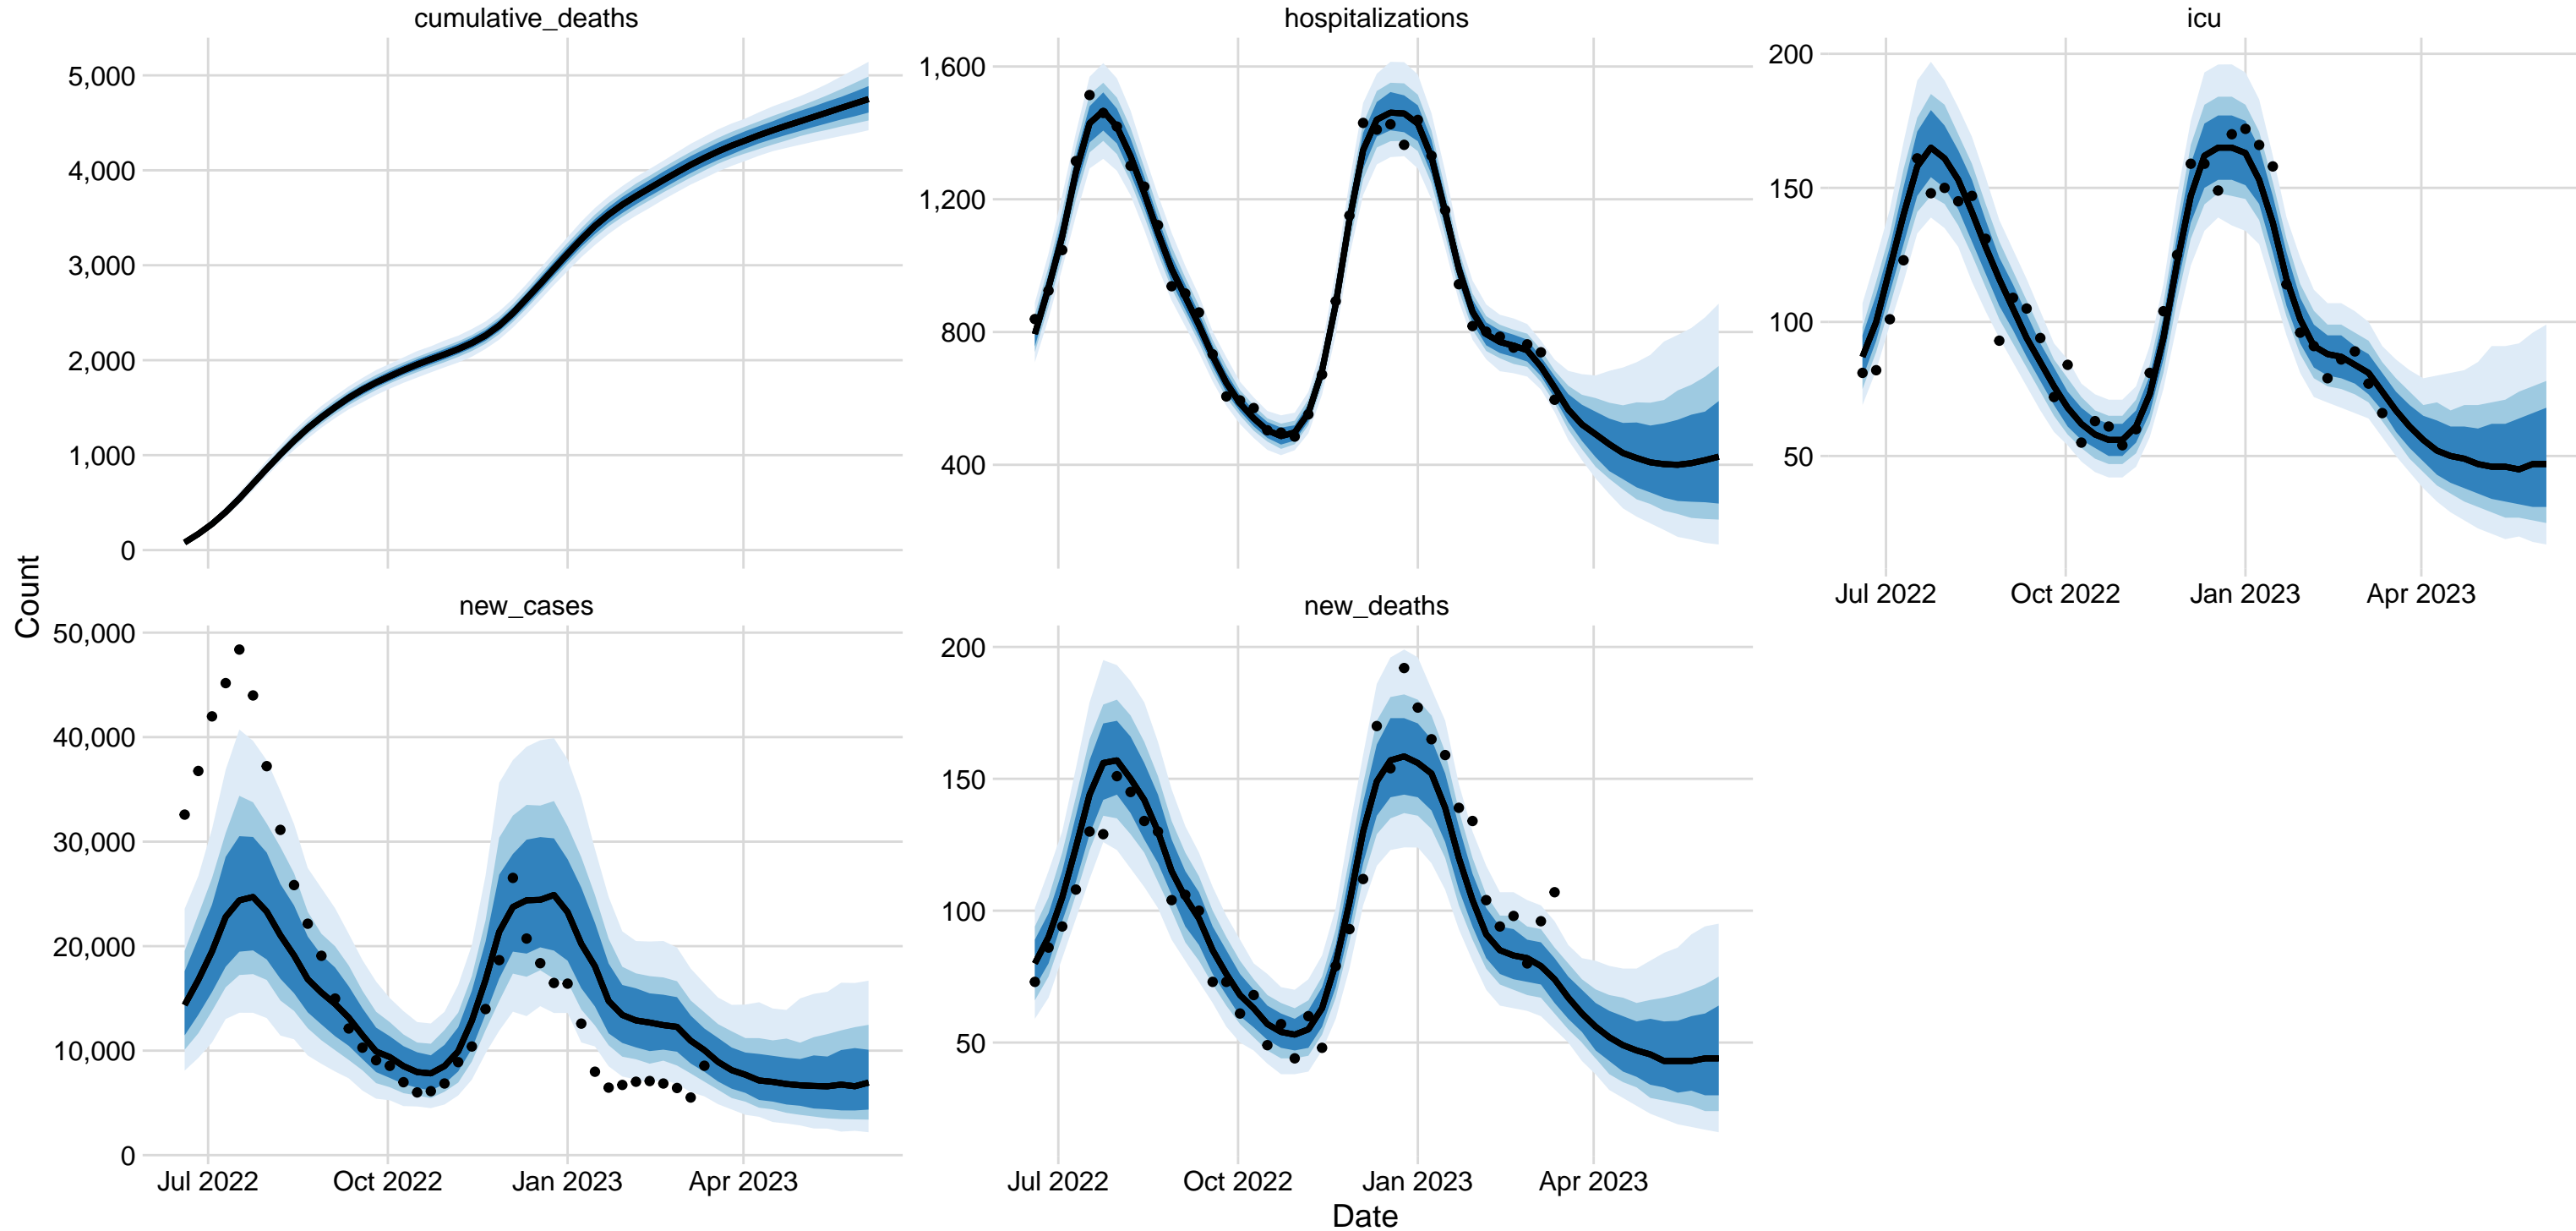 cumulative_deaths
5,000
4,000
3,000
2,000
1,000
0
hospitalizations
1,600
1,200
800
400
icu
200
150
100
50
Jul 2022 Oct 2022 Jan 2023 Apr 2023
Count
new_cases
50,000
40,000
30,000
20,000
10,000
0
Jul 2022 Oct 2022 Jan 2023 Apr 2023
new_deaths
200
150
100
50
Jul 2022 Oct 2022 Jan 2023 Apr 2023
Date